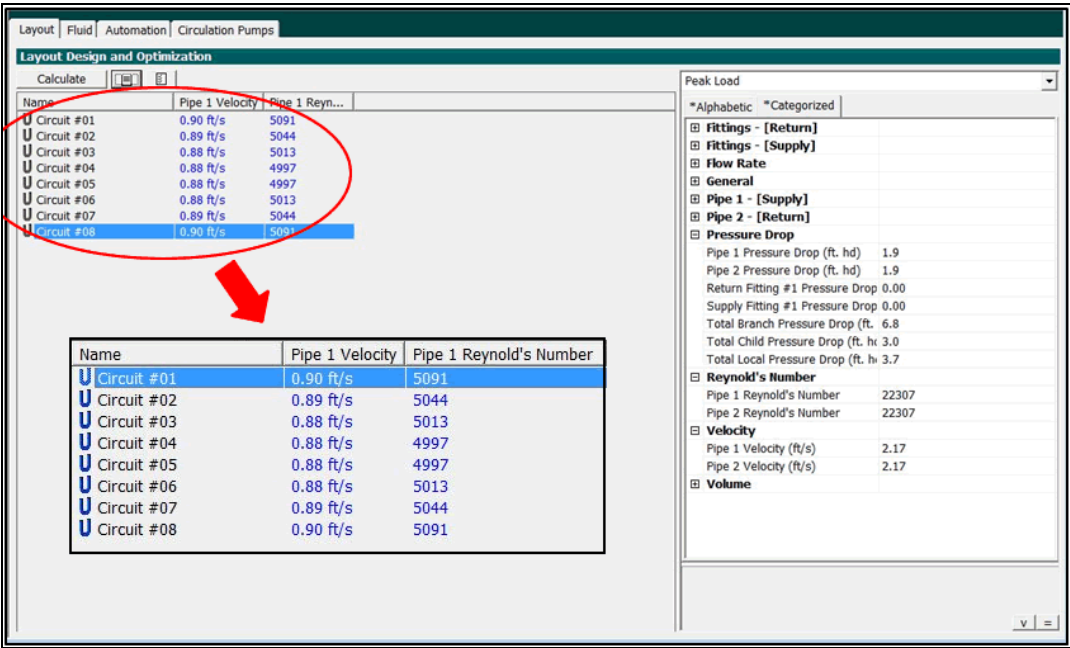 Layout Fluid Automation Circulation Pumps
Layout Design and Optimization
Calculate
Name Pipe 1 Velocity Pipe 1 Reyn...
Circuit #01 0.90 ft/s 5091
Circuit #02 0.89 ft/s 5044
Circuit #03 0.88 ft/s 5013
Circuit #04 0.88 ft/s 4997
Circuit #05 0.88 ft/s 4997
Circuit #06 0.88 ft/s 5013
Circuit #07 0.89 ft/s 5044
Circuit #08 0.90 ft/s 5091
Name Pipe 1 Velocity Pipe 1 Reynold's Number
Circuit #01 0.90 ft/s 5091
Circuit #02 0.89 ft/s 5044
Circuit #03 0.88 ft/s 5013
Circuit #04 0.88 ft/s 4997
Circuit #05 0.88 ft/s 4997
Circuit #06 0.88 ft/s 5013
Circuit #07 0.89 ft/s 5044
Circuit #08 0.90 ft/s 5091
Peak Load
*Alphabetic *Categorized
Fittings - [Return]
Fittings - [Supply]
Flow Rate
General
Pipe 1 - [Supply]
Pipe 2 - [Return]
Pressure Drop
Pipe 1 Pressure Drop (ft. hd) 1.9
Pipe 2 Pressure Drop (ft. hd) 1.9
Return Fitting #1 Pressure Drop 0.00
Supply Fitting #1 Pressure Drop 0.00
Total Branch Pressure Drop (ft. 6.8
Total Child Pressure Drop (ft. h 3.0
Total Local Pressure Drop (ft. h 3.7
Reynold's Number
Pipe 1 Reynold's Number 22307
Pipe 2 Reynold's Number 22307
Velocity
Pipe 1 Velocity (ft/s) 2.17
Pipe 2 Velocity (ft/s) 2.17
Volume
v =